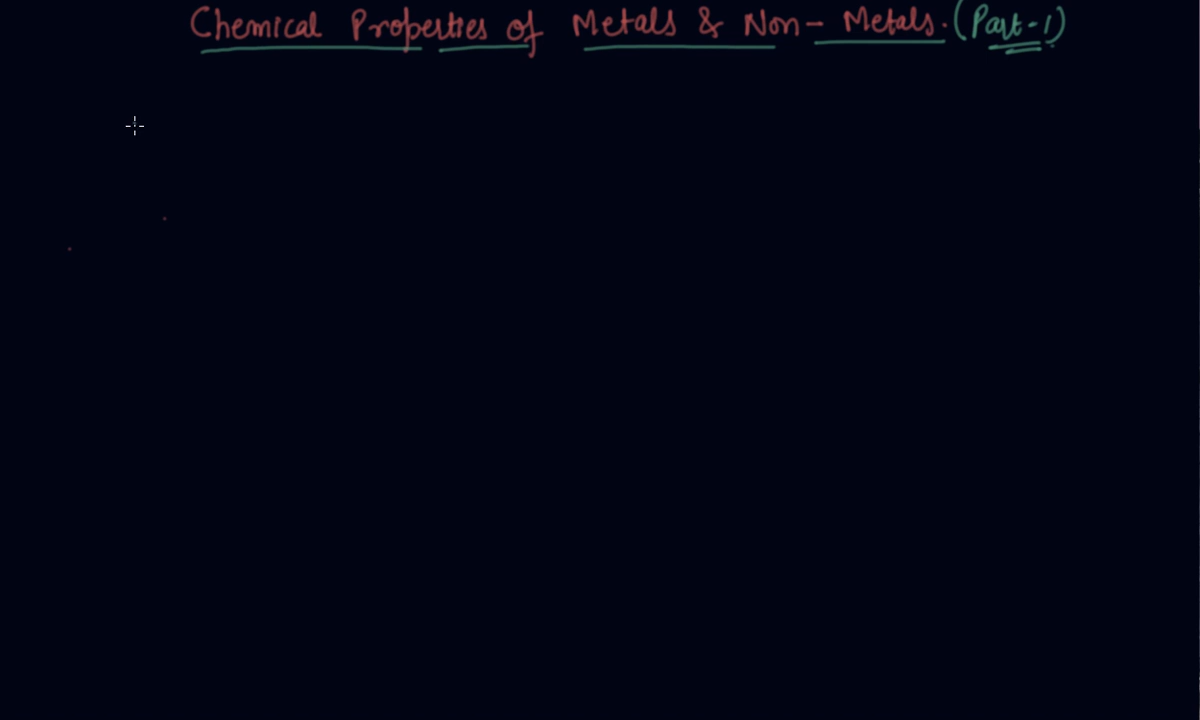 Chemical Properties of Metals & Non- Metals. (Part-1)